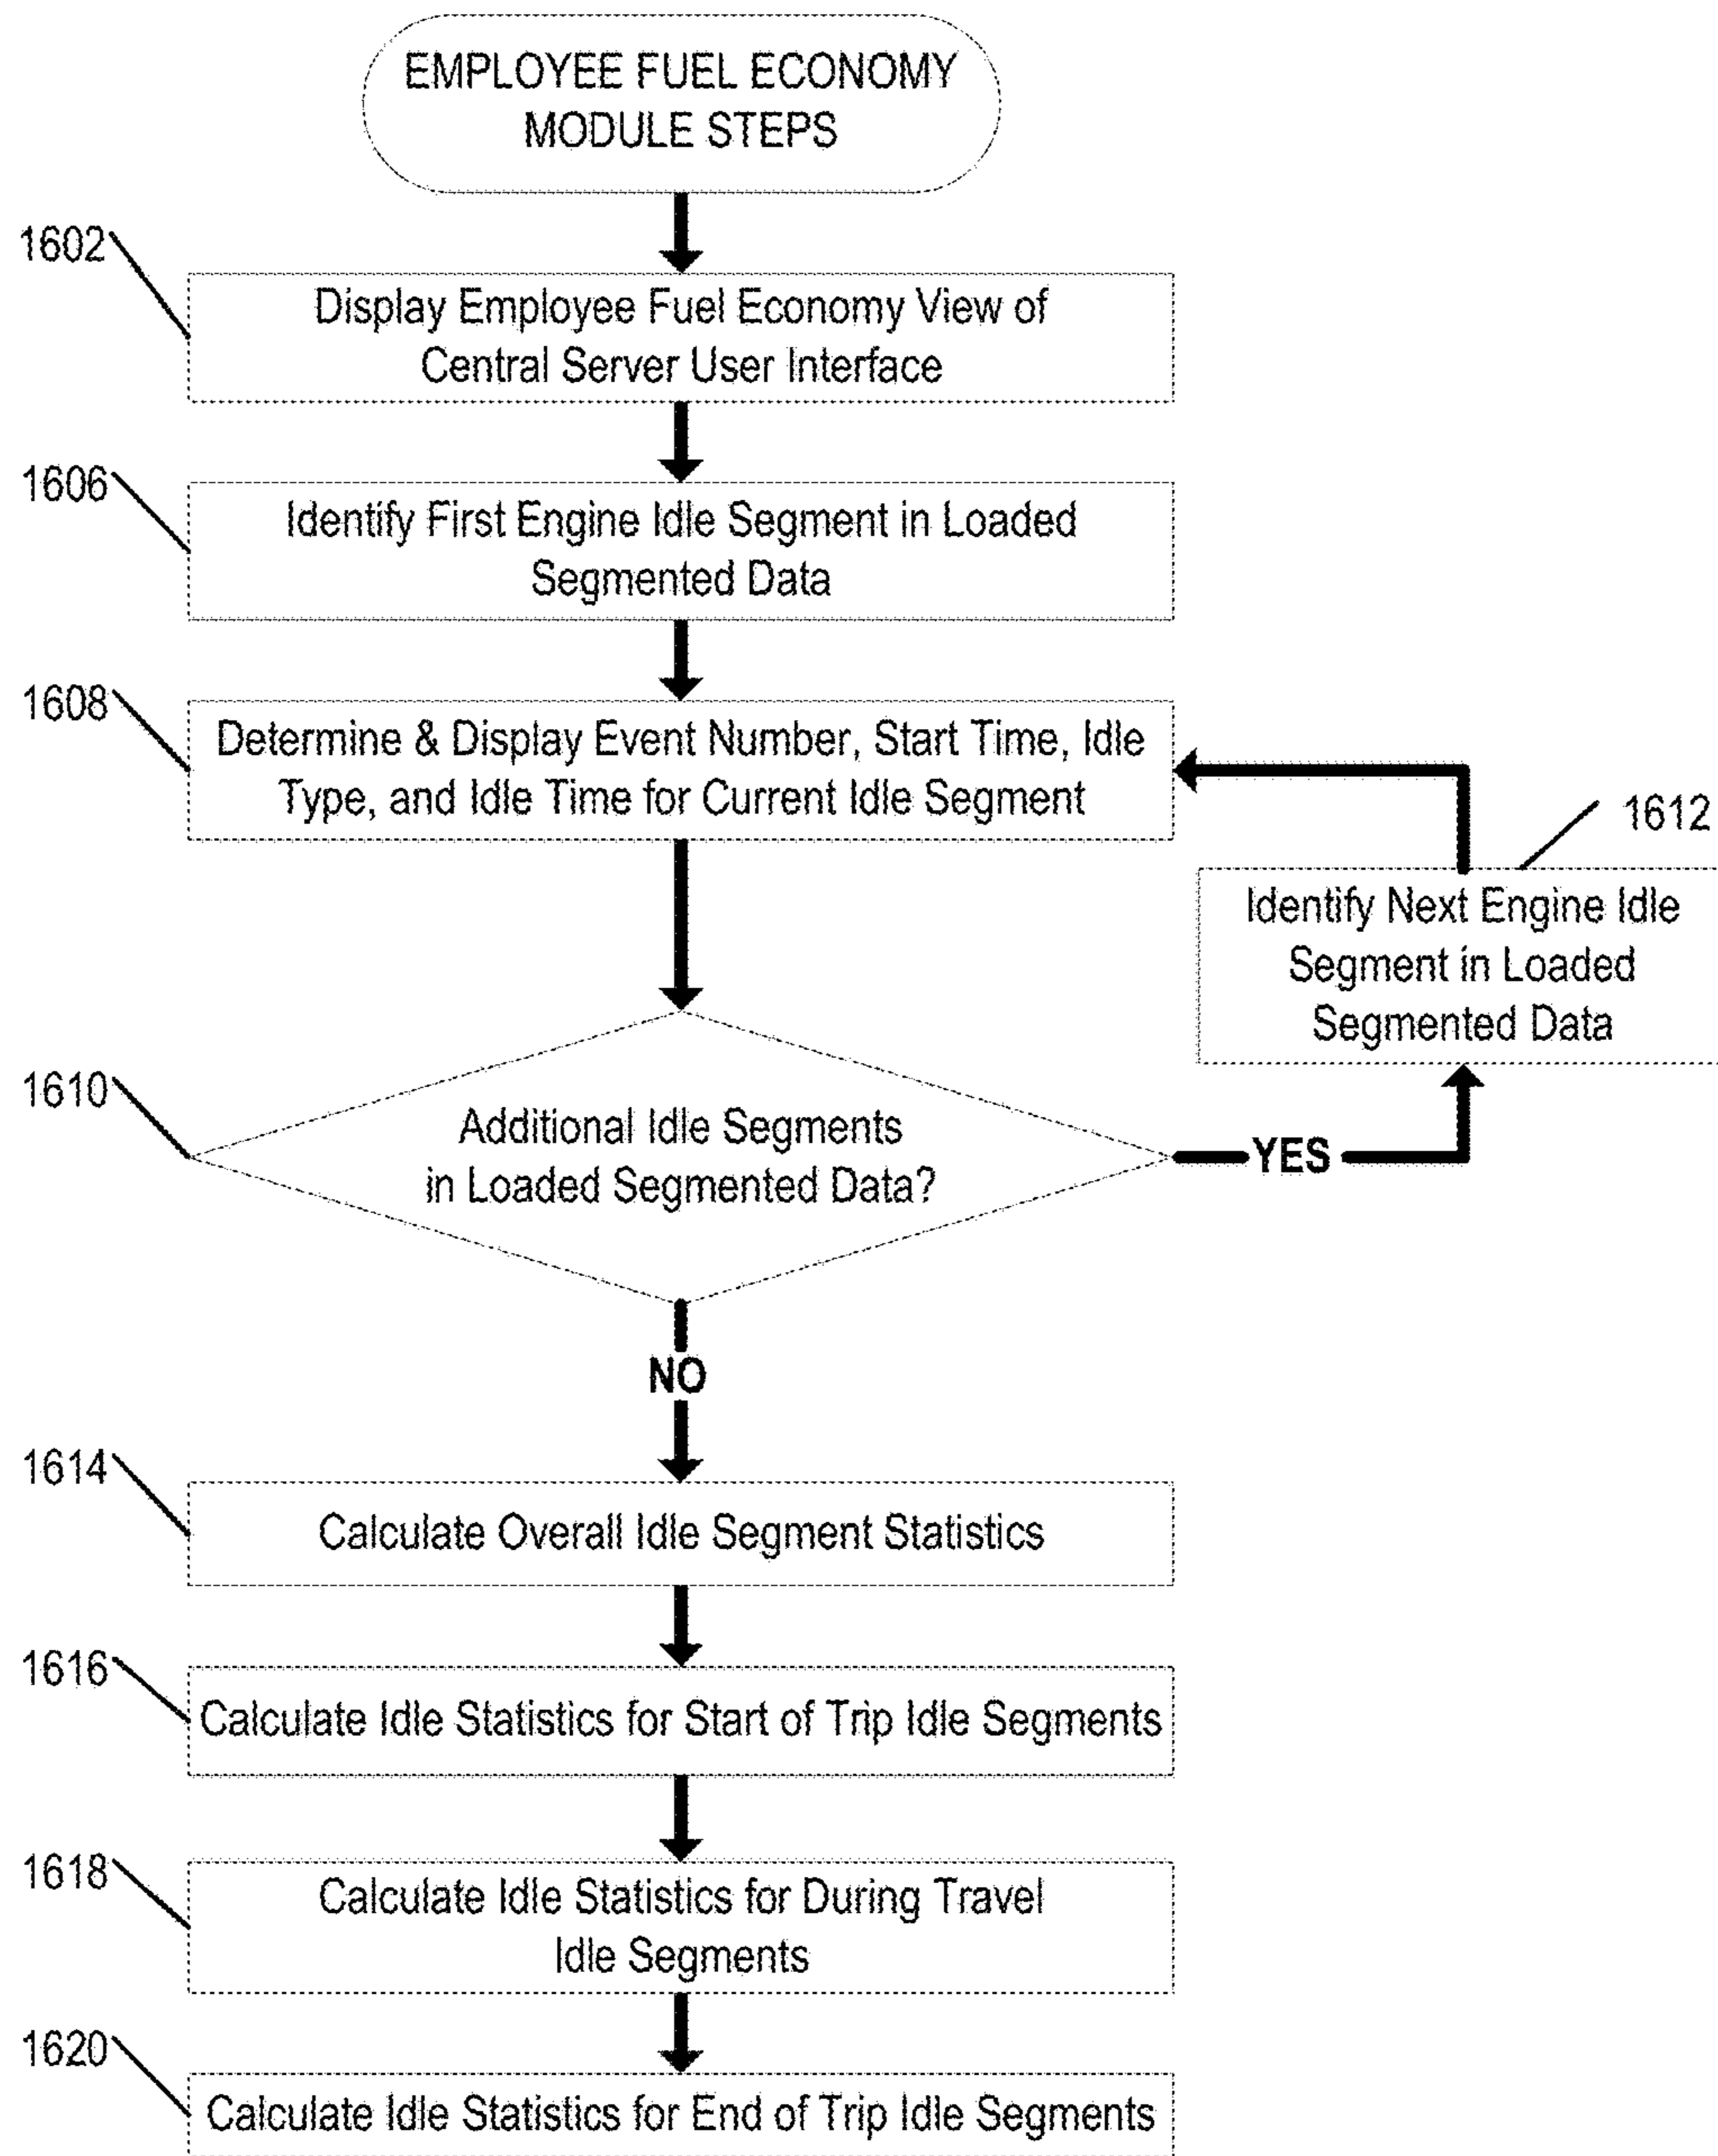 EMPLOYEE FUEL ECONOMY
MODULE STEPS
1602
Display Employee Fuel Economy View of
Central Server User Interface
1606
Identify First Engine Idle Segment in Loaded
Segmented Data
1608
Determine & Display Event Number, Start Time, Idle
Type, and Idle Time for Current Idle Segment
1612
Identify Next Engine Idle
Segment in Loaded
Segmented Data
1610
Additional Idle Segments
in Loaded Segmented Data?
YES
NO
1614
Calculate Overall Idle Segment Statistics
1616
Calculate Idle Statistics for Start of Trip Idle Segments
1618
Calculate Idle Statistics for During Travel
Idle Segments
1620
Calculate Idle Statistics for End of Trip Idle Segments